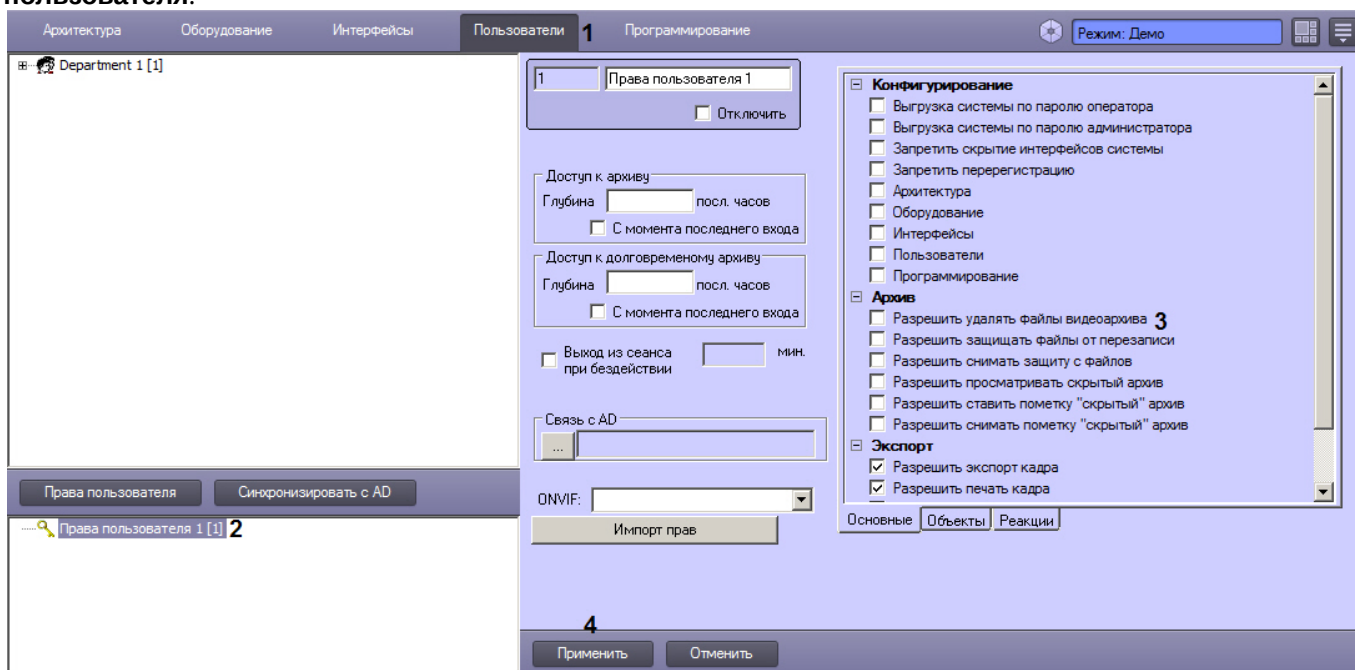 пользователя.
Архитектура Оборудование Интерфейсы Пользователи 1 Программирование Режим: Демо
Department 1 [1]
1 Права пользователя 1
Отключить
Доступ к архиву
Глубина посл. часов
С момента последнего входа
Доступ к долговременому архиву
Глубина посл. часов
С момента последнего входа
Выход из сеанса при бездействии мин.
Связь с AD
...
ONVIF:
Импорт прав
Конфигурирование
Выгрузка системы по паролю оператора
Выгрузка системы по паролю администратора
Запретить скрытие интерфейсов системы
Запретить перерегистрацию
Архитектура
Оборудование
Интерфейсы
Пользователи
Программирование
Архив
Разрешить удалять файлы видеоархива 3
Разрешить защищать файлы от перезаписи
Разрешить снимать защиту с файлов
Разрешить просматривать скрытый архив
Разрешить ставить пометку "скрытый" архив
Разрешить снимать пометку "скрытый" архив
Экспорт
Разрешить экспорт кадра
Разрешить печать кадра
Основные Объекты Реакции
Права пользователя Синхронизировать с AD
Права пользователя 1 [1] 2
4
Применить Отменить